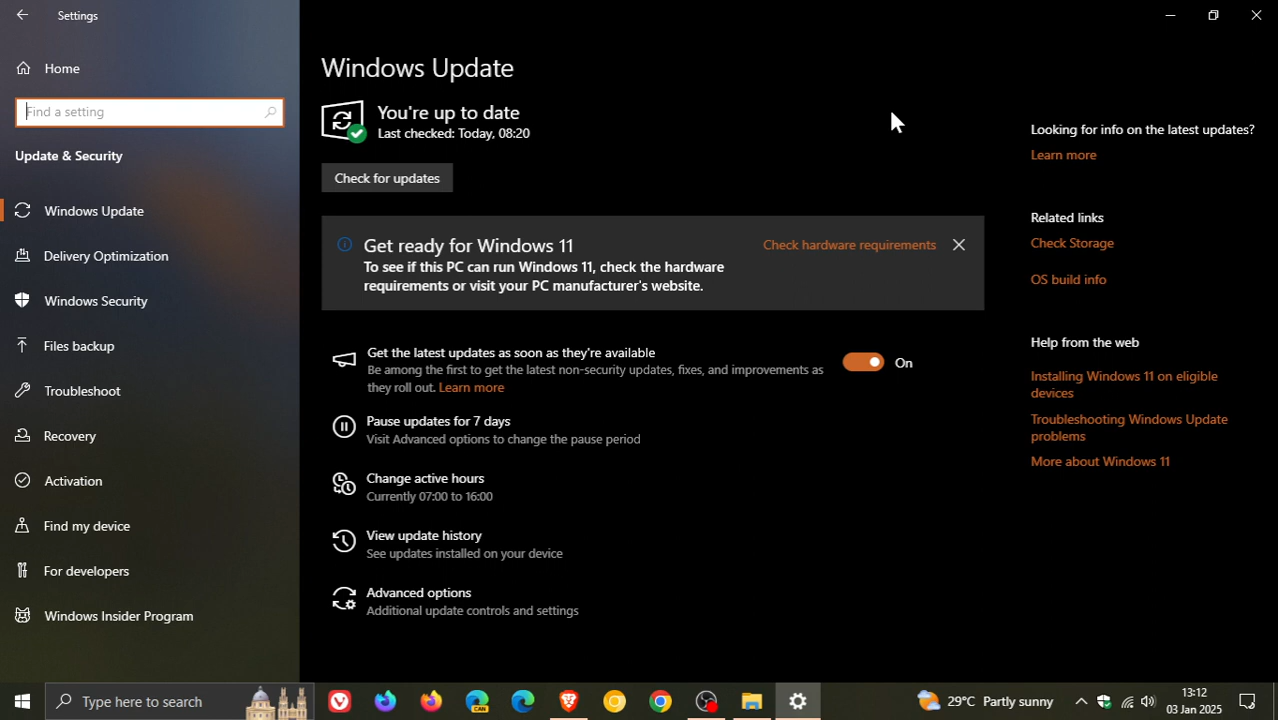 Settings
Home
Find a setting
Update & Security
Windows Update
Delivery Optimization
Windows Security
Files backup
Troubleshoot
Recovery
Activation
Find my device
For developers
Windows Insider Program
Windows Update
You're up to date
Last checked: Today, 08:20
Check for updates
Get ready for Windows 11
To see if this PC can run Windows 11, check the hardware
requirements or visit your PC manufacturer's website.
Check hardware requirements
Get the latest updates as soon as they're available
Be among the first to get the latest non-security updates, fixes, and improvements as
they roll out. Learn more
On
Pause updates for 7 days
Visit Advanced options to change the pause period
Change active hours
Currently 07:00 to 16:00
View update history
See updates installed on your device
Advanced options
Additional update controls and settings
Looking for info on the latest updates?
Learn more
Related links
Check Storage
OS build info
Help from the web
Installing Windows 11 on eligible
devices
Troubleshooting Windows Update
problems
More about Windows 11
Type here to search
CAN
29°C Partly sunny
13:12
03 Jan 2025